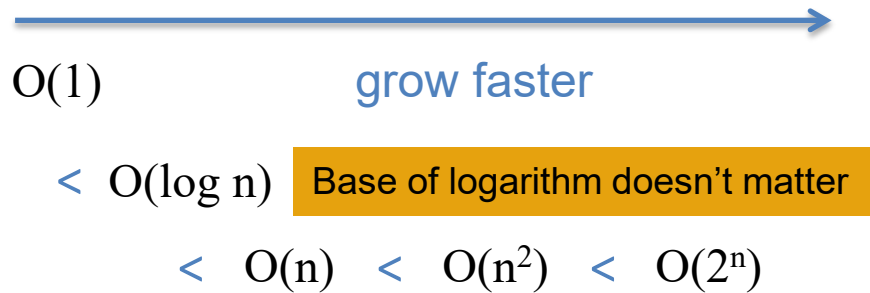 O(1) grow faster
< O(log n) Base of logarithm doesn’t matter
< O(n) < O(n²) < O(2ⁿ)